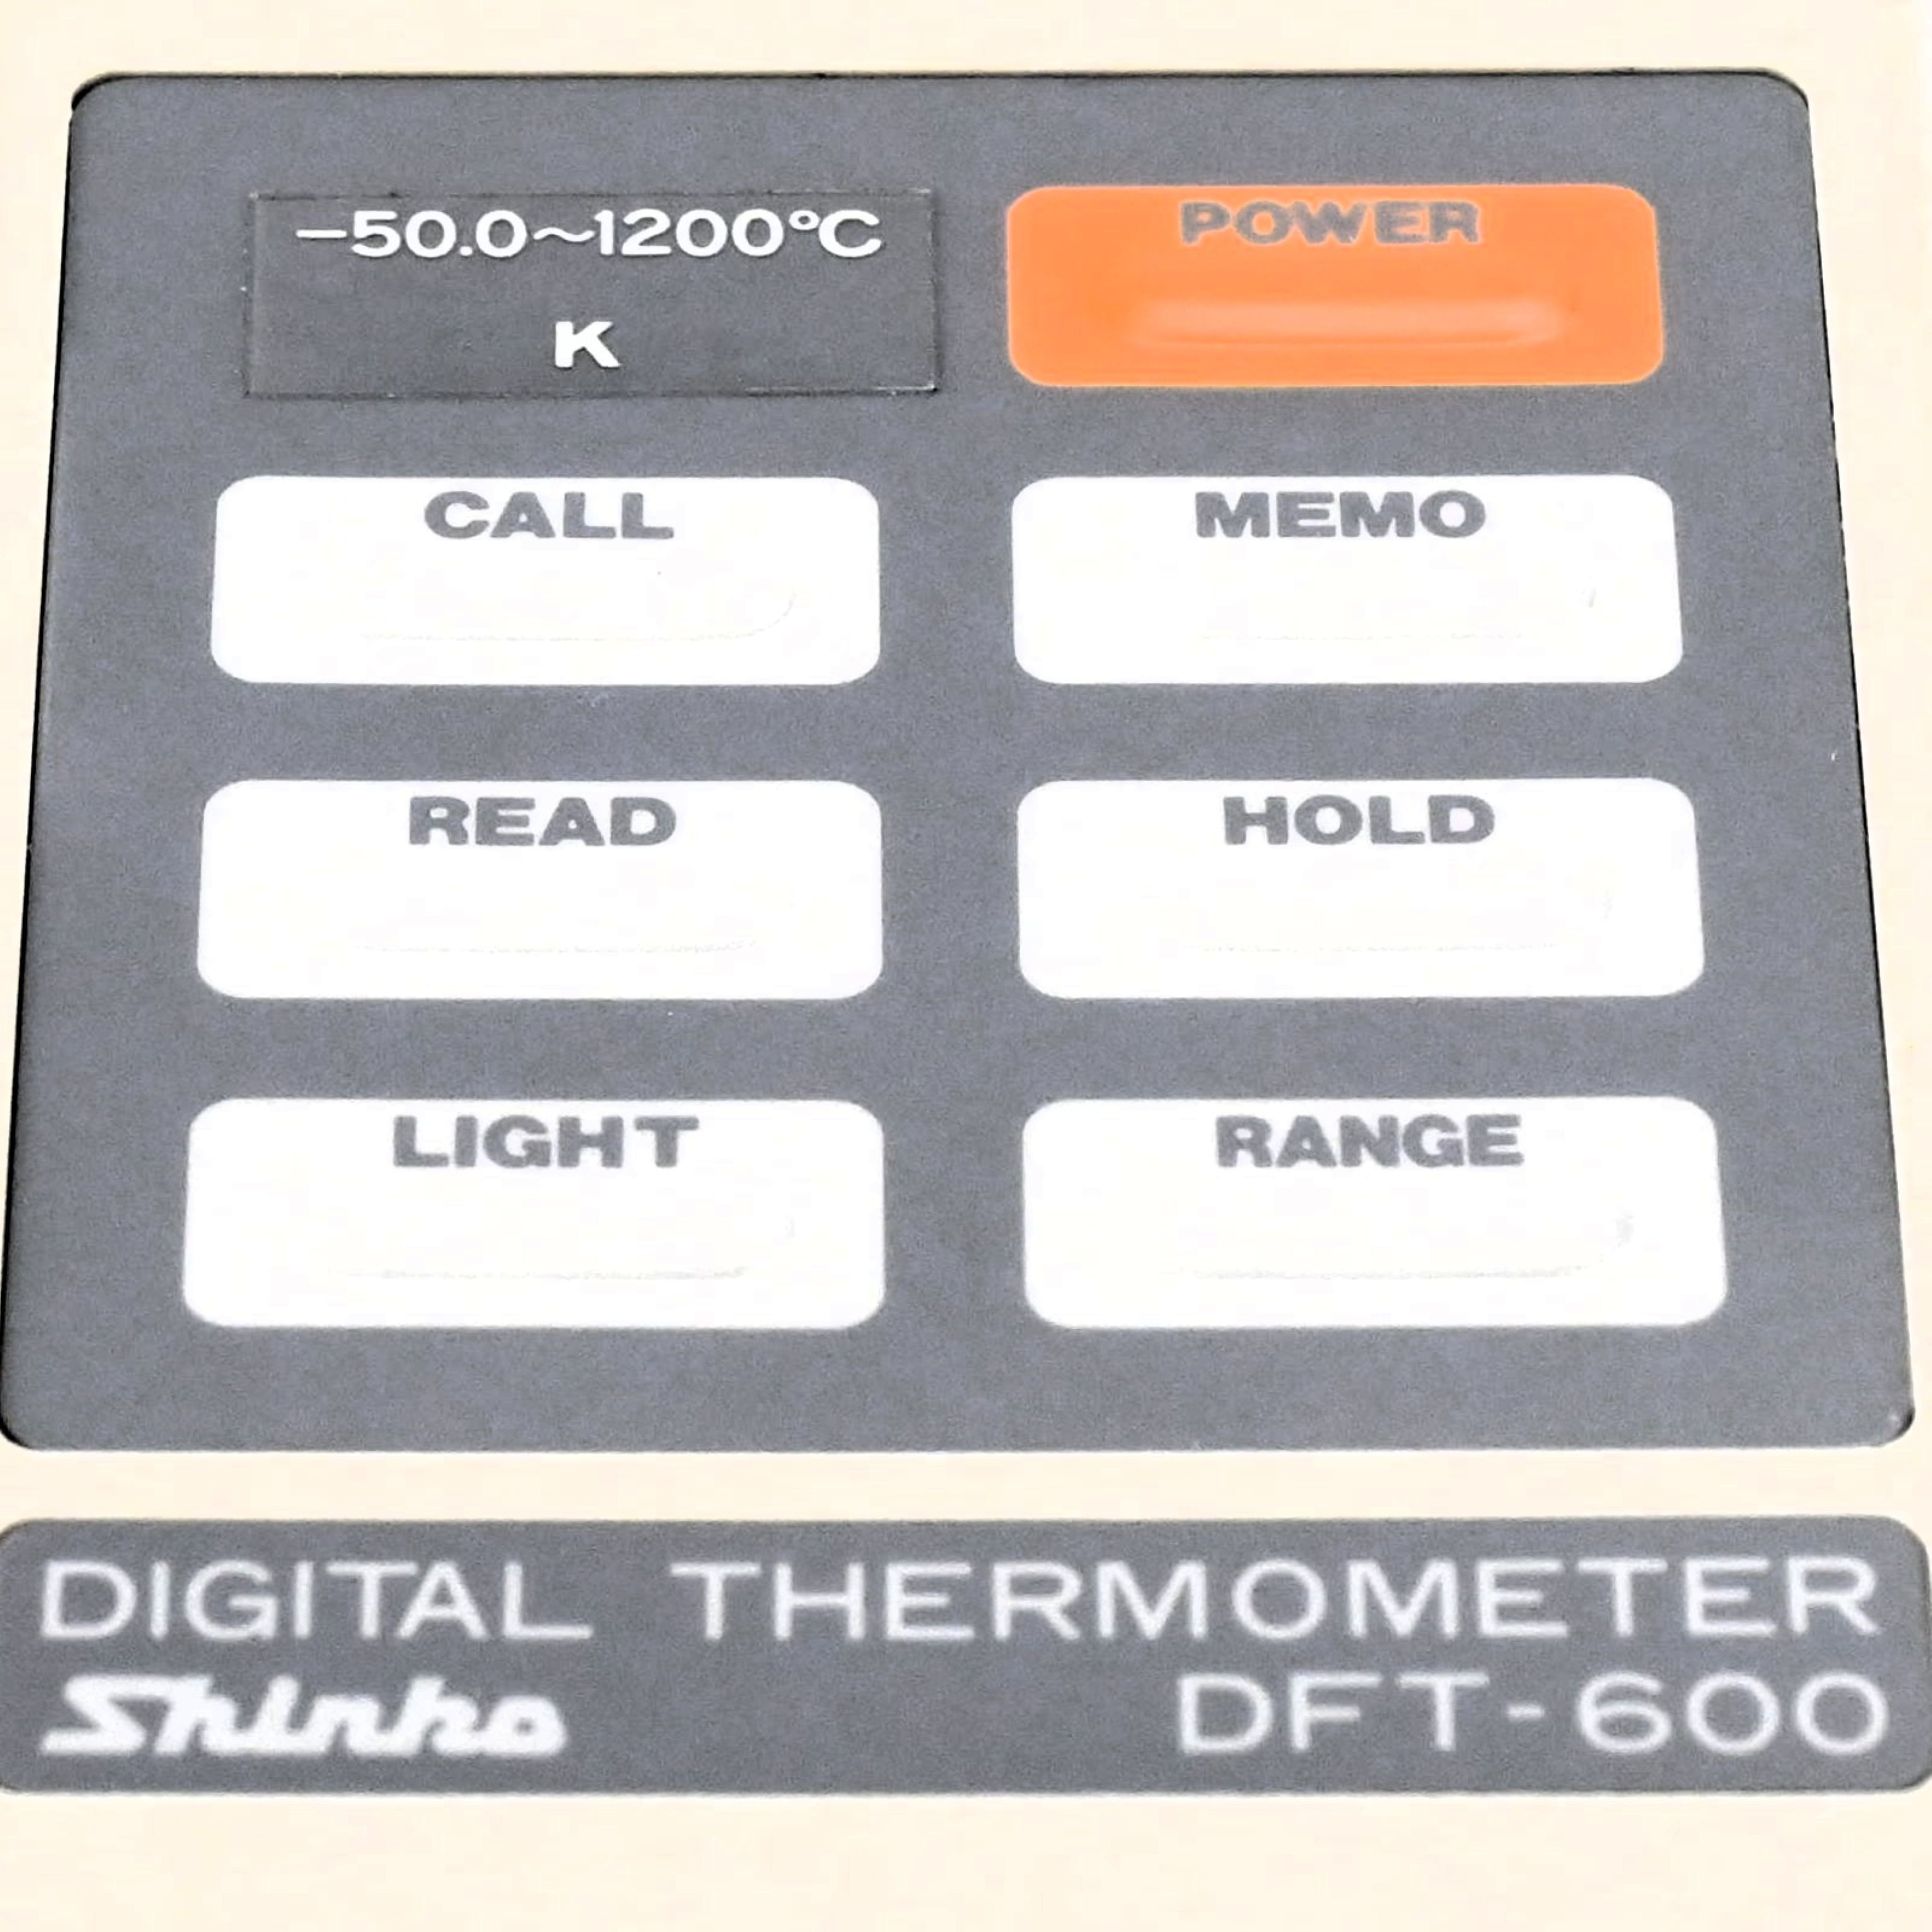 -50.0~1200°C
K
POWER
CALL
MEMO
READ
HOLD
LIGHT
RANGE
DIGITAL THERMOMETER
Shinko
DFT-600